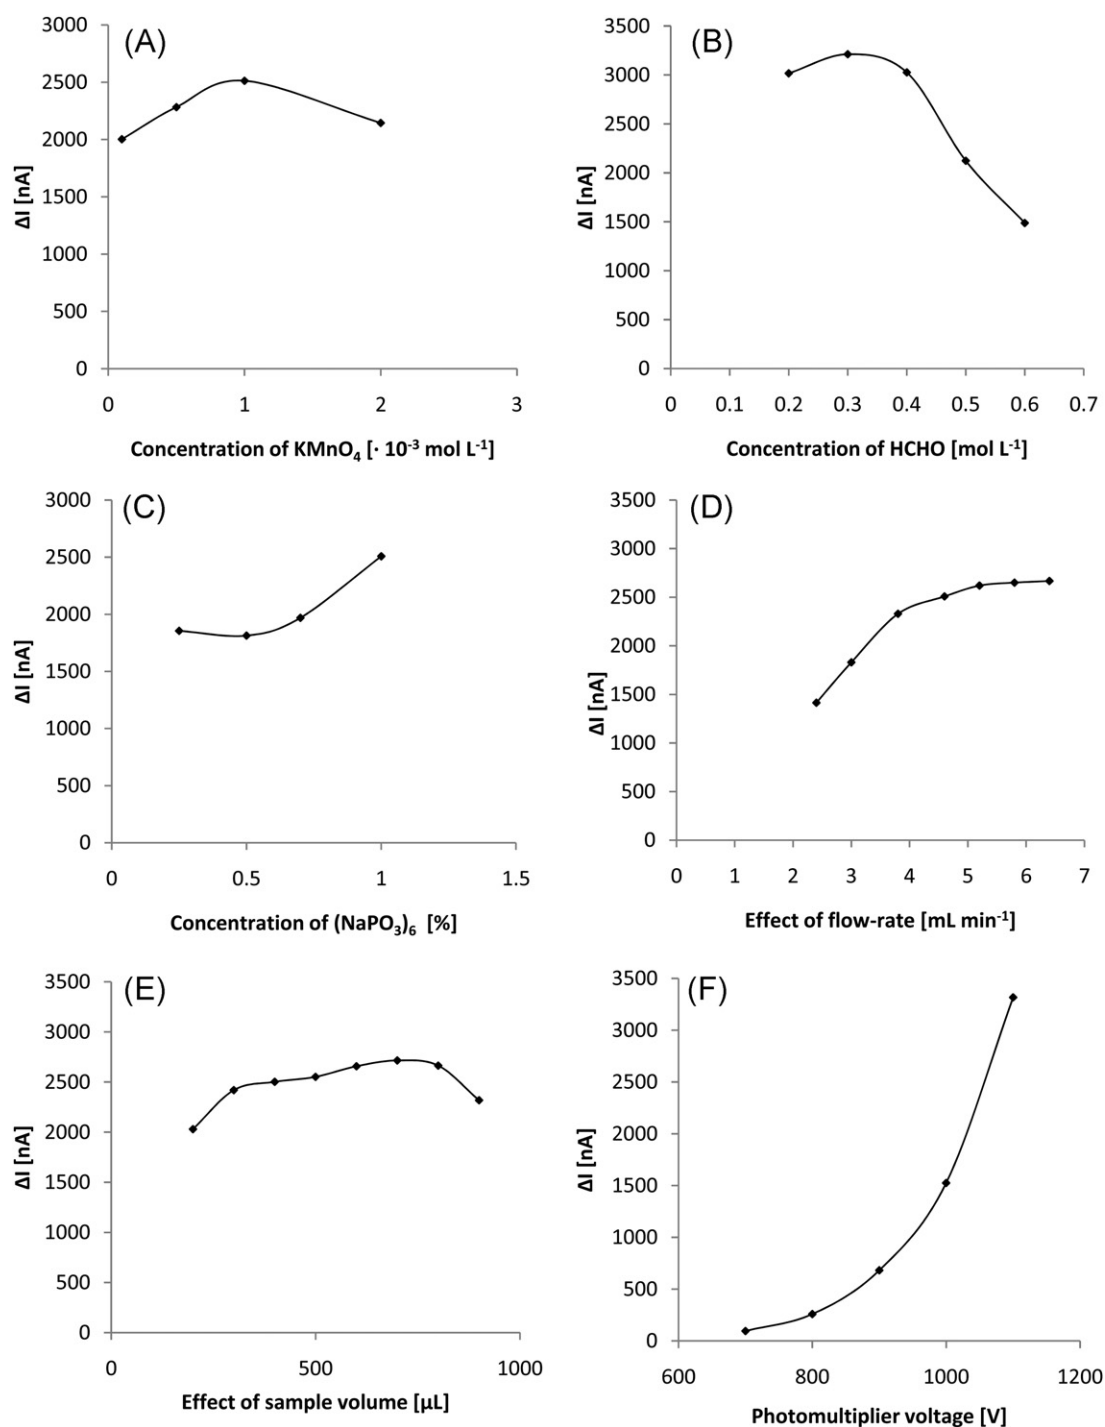 (A)
3000
2500
2000
1500
1000
500
0
ΔI [nA]
0 1 2 3
Concentration of KMnO₄ [· 10⁻³ mol L⁻¹]
(B)
3500
3000
2500
2000
1500
1000
500
0
ΔI [nA]
0 0.1 0.2 0.3 0.4 0.5 0.6 0.7
Concentration of HCHO [mol L⁻¹]
(C)
3000
2500
2000
1500
1000
500
0
ΔI [nA]
0 0.5 1 1.5
Concentration of (NaPO₃)₆ [%]
(D)
3500
3000
2500
2000
1500
1000
500
0
ΔI [nA]
0 1 2 3 4 5 6 7
Effect of flow-rate [mL min⁻¹]
(E)
3500
3000
2500
2000
1500
1000
500
0
ΔI [nA]
0 500 1000
Effect of sample volume [μL]
(F)
3500
3000
2500
2000
1500
1000
500
0
ΔI [nA]
600 800 1000 1200
Photomultiplier voltage [V]